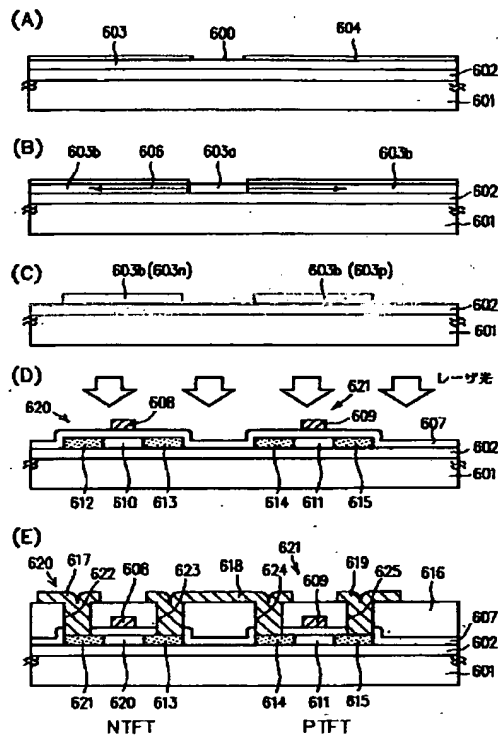 (A)
603 600 604
602
601
(B)
603b 606 603a 603b
602
601
(C)
603b(603n) 603b (603p)
602
601
(D)
レーザ光
620 608 609 621
607
602
601
612 610 613 614 611 615
(E)
620 617 622 608 623 618 624 621 609 619 625 616
607
602
601
621 620 613 614 611 615
NTFT PTFT